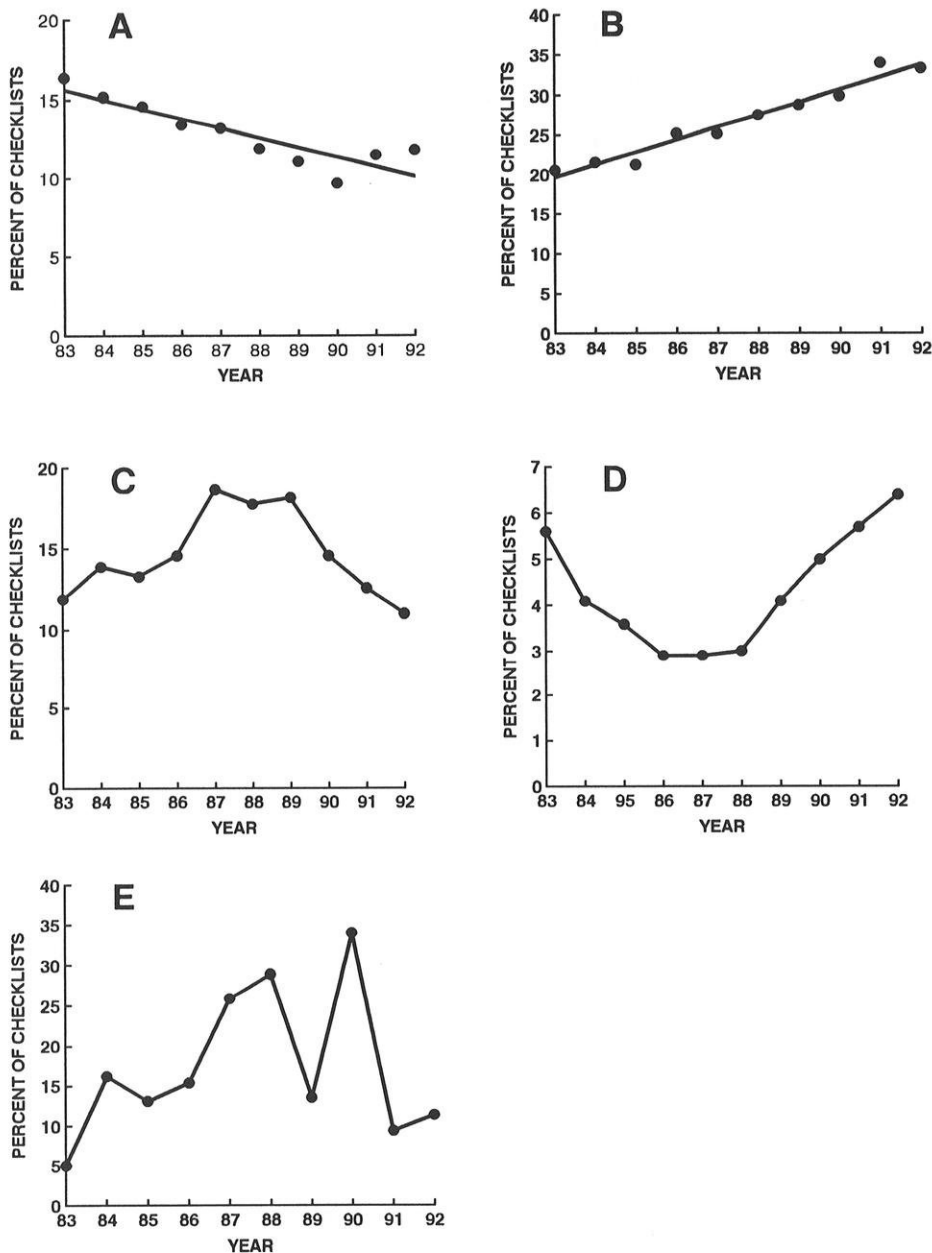 A
PERCENT OF CHECKLISTS
20
15
10
5
0
83 84 85 86 87 88 89 90 91 92
YEAR
B
PERCENT OF CHECKLISTS
40
35
30
25
20
15
10
5
0
83 84 85 86 87 88 89 90 91 92
YEAR
C
PERCENT OF CHECKLISTS
20
15
10
5
0
83 84 85 86 87 88 89 90 91 92
YEAR
D
PERCENT OF CHECKLISTS
7
6
5
4
3
2
1
0
83 84 95 86 87 88 89 90 91 92
YEAR
E
PERCENT OF CHECKLISTS
40
35
30
25
20
15
10
5
0
83 84 85 86 87 88 89 90 91 92
YEAR